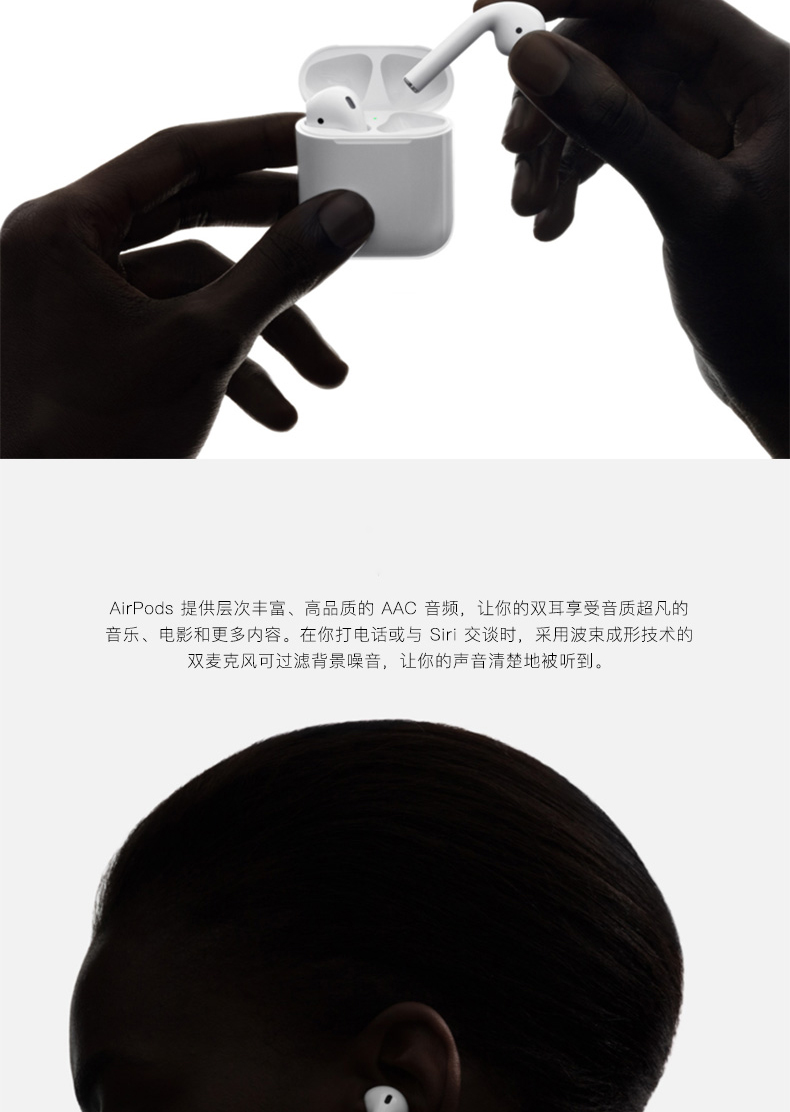 AirPods 提供层次丰富、高品质的 AAC 音频，让你的双耳享受音质超凡的
音乐、电影和更多内容。在你打电话或与 Siri 交谈时，采用波束成形技术的
双麦克风可过滤背景噪音，让你的声音清楚地被听到。